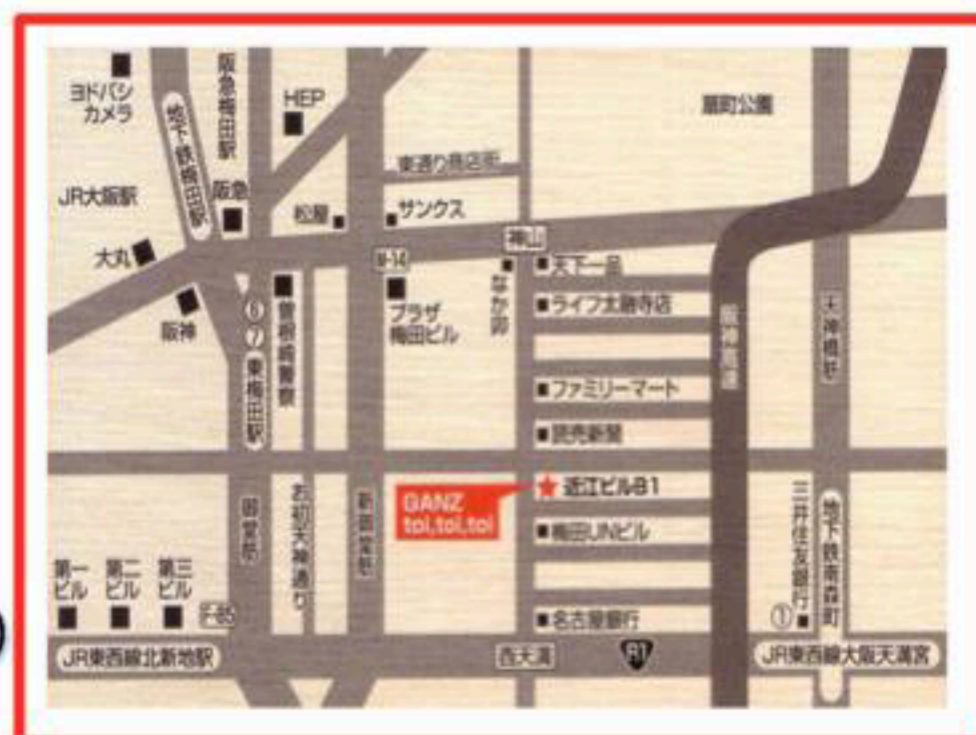 ヨドバシ
カメラ
地下鉄梅田駅
阪急梅田駅
HEP
扇町公園
東通り商店街
JR大阪駅
阪急
松屋
サンクス
大丸
神山
M-14
天下一品
なか卯
阪神
⑥⑦東梅田駅
曽根崎警察
プラザ
梅田ビル
ライフ太融寺店
阪神高速
天神橋筋
ファミリーマート
読売新聞
GANZ
toi,toi,toi
近江ビルB1
御堂筋
お初天神通り
新御堂筋
梅田UNビル
三井住友銀行
地下鉄南森町
第一
ビル
第二
ビル
第三
ビル
F-85
名古屋銀行
①
JR東西線北新地駅
西天満
R1
JR東西線大阪天満宮